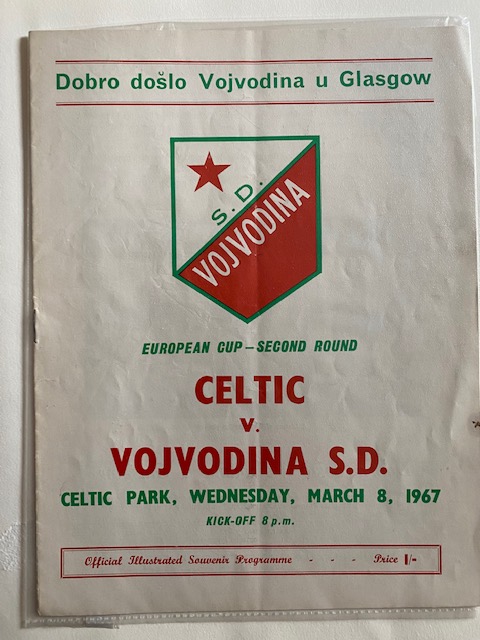 Dobro došlo Vojvodina u Glasgow
S.D.
VOJVODINA
EUROPEAN CUP – SECOND ROUND
CELTIC
v.
VOJVODINA S.D.
CELTIC PARK, WEDNESDAY, MARCH 8, 1967
KICK-OFF 8 p.m.
Official Illustrated Souvenir Programme - - - Price 1/-